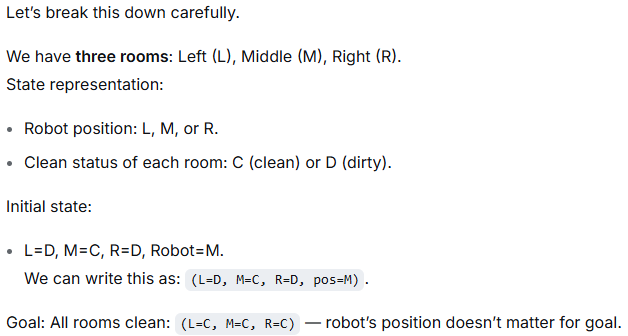 Let’s break this down carefully.
We have three rooms: Left (L), Middle (M), Right (R).
State representation:
• Robot position: L, M, or R.
• Clean status of each room: C (clean) or D (dirty).
Initial state:
• L=D, M=C, R=D, Robot=M.
We can write this as: (L=D, M=C, R=D, pos=M) .
Goal: All rooms clean: (L=C, M=C, R=C) — robot’s position doesn’t matter for goal.